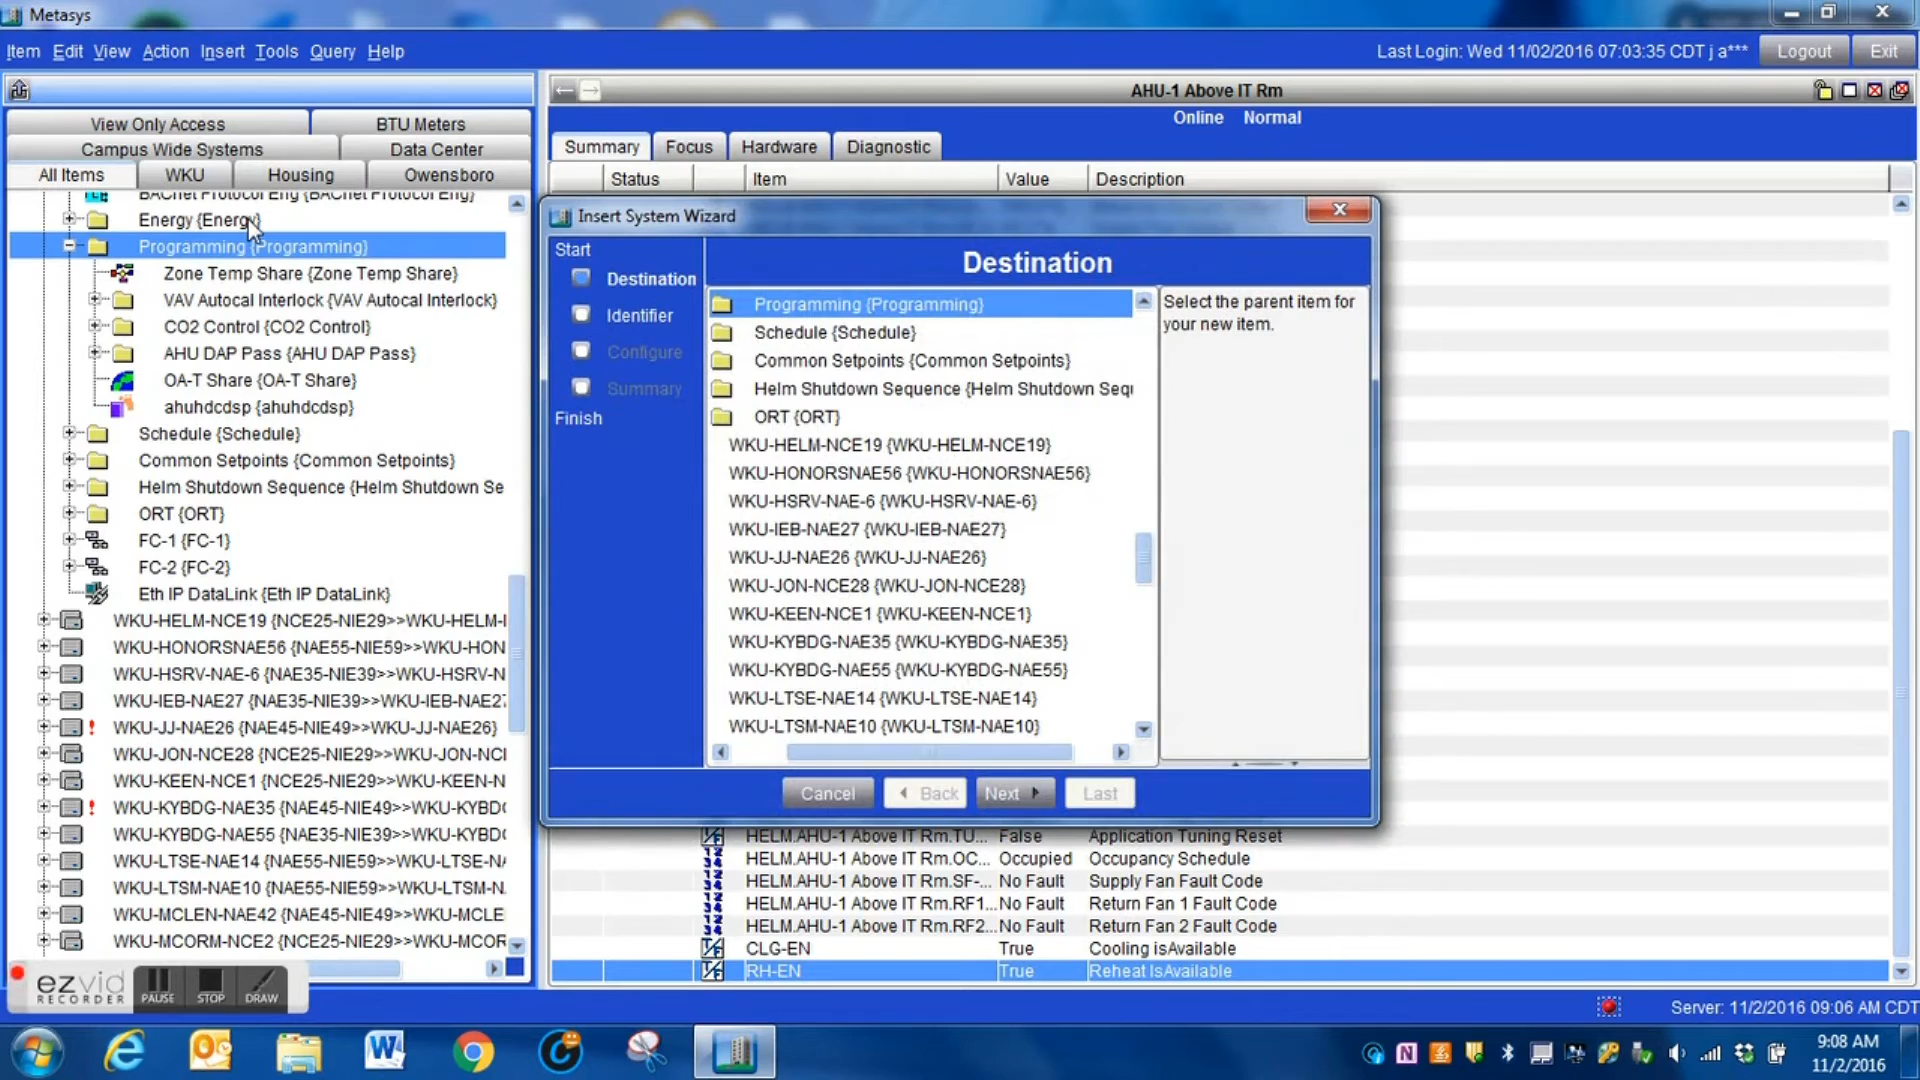 Metasys
Item Edit View Action Insert Tools Query Help
Last Login: Wed 11/02/2016 07:03:35 CDT j a*** Logout Exit
View Only Access BTU Meters
Campus Wide Systems Data Center
All Items WKU Housing Owensboro
BACnet Protocol Eng {BACnet Protocol Eng}
Energy {Energy}
Programming {Programming}
Zone Temp Share {Zone Temp Share}
VAV Autocal Interlock {VAV Autocal Interlock}
CO2 Control {CO2 Control}
AHU DAP Pass {AHU DAP Pass}
OA-T Share {OA-T Share}
ahuhdcdsp {ahuhdcdsp}
Schedule {Schedule}
Common Setpoints {Common Setpoints}
Helm Shutdown Sequence {Helm Shutdown Se
ORT {ORT}
FC-1 {FC-1}
FC-2 {FC-2}
Eth IP DataLink {Eth IP DataLink}
WKU-HELM-NCE19 {NCE25-NIE29>>WKU-HELM-I
WKU-HONORSNAE56 {NAE55-NIE59>>WKU-HON
WKU-HSRV-NAE-6 {NAE35-NIE39>>WKU-HSRV-N
WKU-IEB-NAE27 {NAE35-NIE39>>WKU-IEB-NAE2
! WKU-JJ-NAE26 {NAE45-NIE49>>WKU-JJ-NAE26}
WKU-JON-NCE28 {NCE25-NIE29>>WKU-JON-NCI
WKU-KEEN-NCE1 {NCE25-NIE29>>WKU-KEEN-N
! WKU-KYBDG-NAE35 {NAE45-NIE49>>WKU-KYBD
WKU-KYBDG-NAE55 {NAE35-NIE39>>WKU-KYBD
WKU-LTSE-NAE14 {NAE55-NIE59>>WKU-LTSE-N
WKU-LTSM-NAE10 {NAE55-NIE59>>WKU-LTSM-N
WKU-MCLEN-NAE42 {NAE45-NIE49>>WKU-MCLE
WKU-MCORM-NCE2 {NCE25-NIE29>>WKU-MCOR
AHU-1 Above IT Rm
Online Normal
Summary Focus Hardware Diagnostic
Status Item Value Description
Insert System Wizard
Start
Destination
Identifier
Configure
Summary
Finish
Destination
Programming {Programming}
Schedule {Schedule}
Common Setpoints {Common Setpoints}
Helm Shutdown Sequence {Helm Shutdown Sequ
ORT {ORT}
WKU-HELM-NCE19 {WKU-HELM-NCE19}
WKU-HONORSNAE56 {WKU-HONORSNAE56}
WKU-HSRV-NAE-6 {WKU-HSRV-NAE-6}
WKU-IEB-NAE27 {WKU-IEB-NAE27}
WKU-JJ-NAE26 {WKU-JJ-NAE26}
WKU-JON-NCE28 {WKU-JON-NCE28}
WKU-KEEN-NCE1 {WKU-KEEN-NCE1}
WKU-KYBDG-NAE35 {WKU-KYBDG-NAE35}
WKU-KYBDG-NAE55 {WKU-KYBDG-NAE55}
WKU-LTSE-NAE14 {WKU-LTSE-NAE14}
WKU-LTSM-NAE10 {WKU-LTSM-NAE10}
Select the parent item for
your new item.
Cancel Back Next Last
HELM.AHU-1 Above IT Rm.TU... False Application Tuning Reset
HELM.AHU-1 Above IT Rm.OC... Occupied Occupancy Schedule
HELM.AHU-1 Above IT Rm.SF-... No Fault Supply Fan Fault Code
HELM.AHU-1 Above IT Rm.RF1... No Fault Return Fan 1 Fault Code
HELM.AHU-1 Above IT Rm.RF2... No Fault Return Fan 2 Fault Code
CLG-EN True Cooling isAvailable
RH-EN True Reheat IsAvailable
ezvid
RECORDER
PAUSE STOP DRAW
Server: 11/2/2016 09:06 AM CDT
9:08 AM
11/2/2016